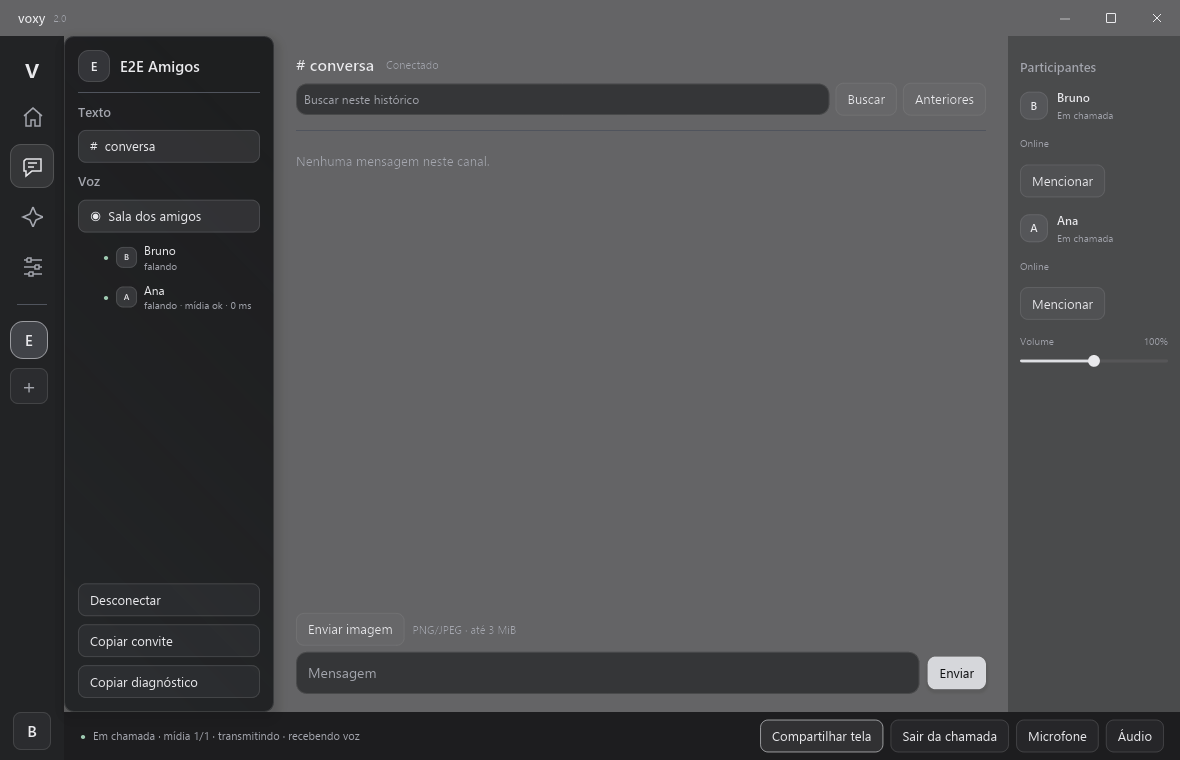 voxy 2.0
V
E
+
B
E E2E Amigos
Texto
# conversa
Voz
Sala dos amigos
B Bruno
falando
A Ana
falando · mídia ok · 0 ms
Desconectar
Copiar convite
Copiar diagnóstico
# conversa Conectado
Buscar neste histórico
Buscar
Anteriores
Nenhuma mensagem neste canal.
Enviar imagem
PNG/JPEG · até 3 MiB
Mensagem
Enviar
Participantes
B Bruno
Em chamada
Online
Mencionar
A Ana
Em chamada
Online
Mencionar
Volume 100%
Em chamada · mídia 1/1 · transmitindo · recebendo voz
Compartilhar tela
Sair da chamada
Microfone
Áudio